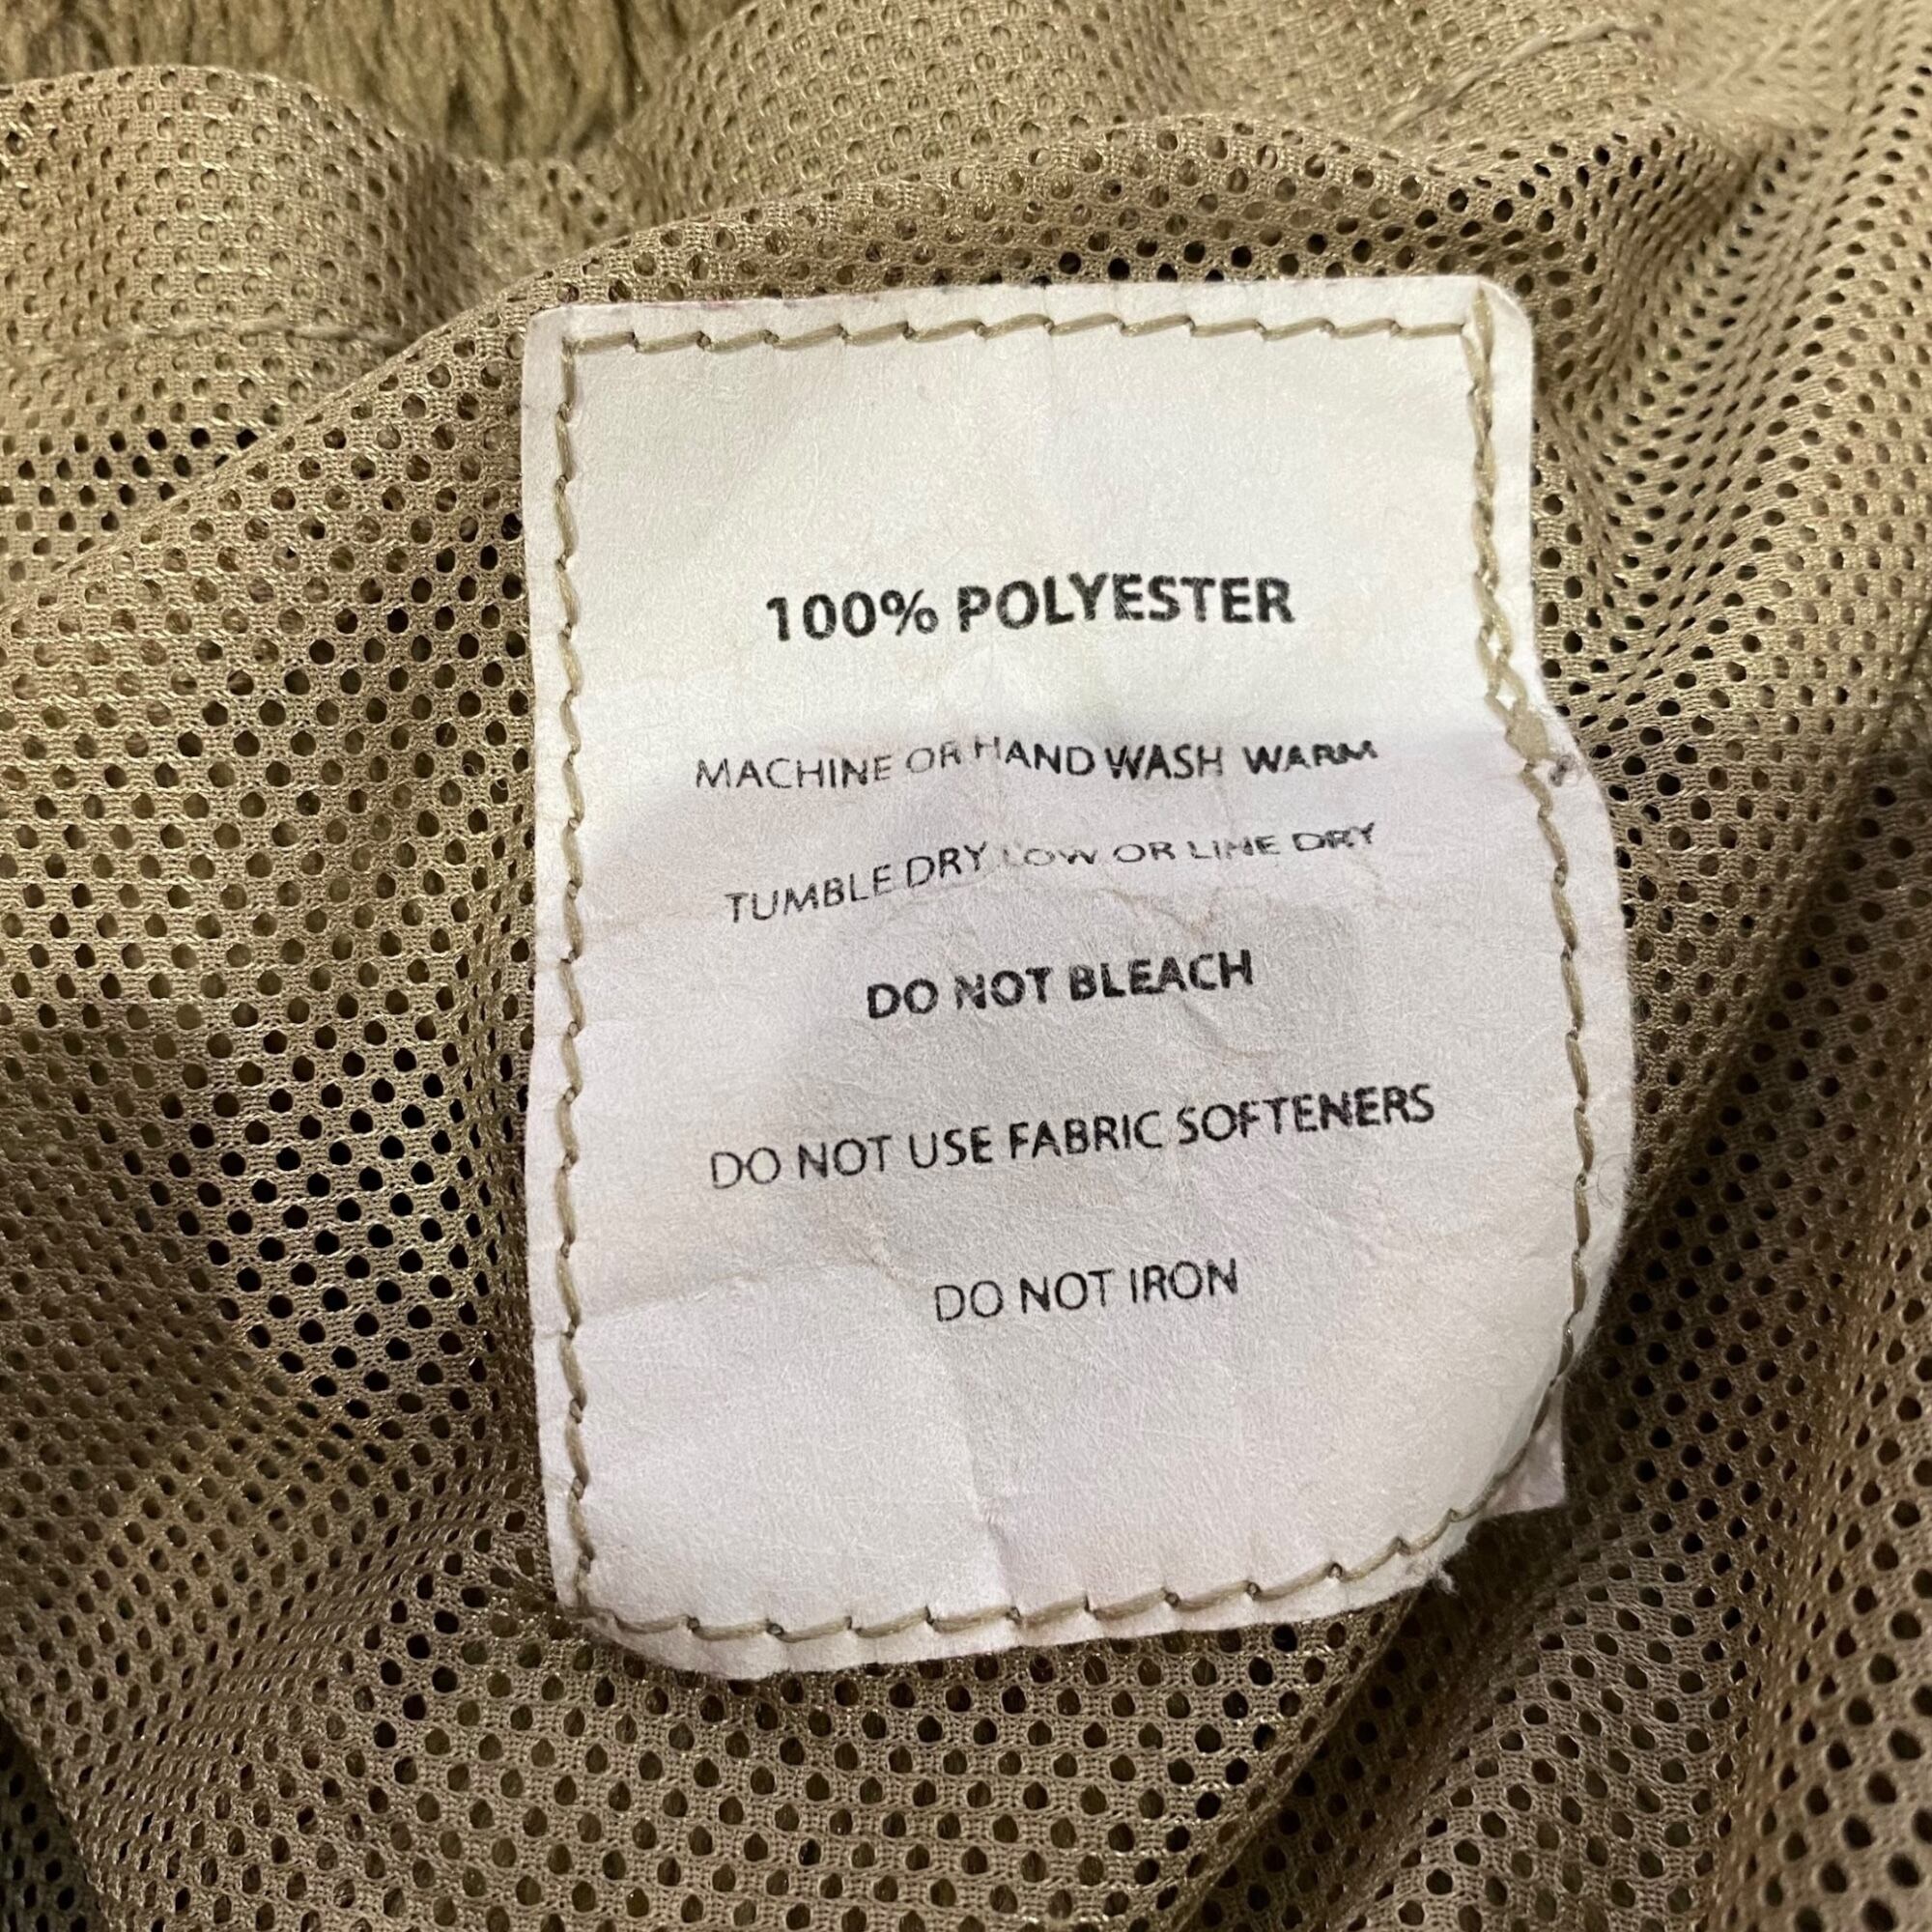 100% POLYESTER
MACHINE OR HAND WASH WARM
TUMBLE DRY LOW OR LINE DRY
DO NOT BLEACH
DO NOT USE FABRIC SOFTENERS
DO NOT IRON